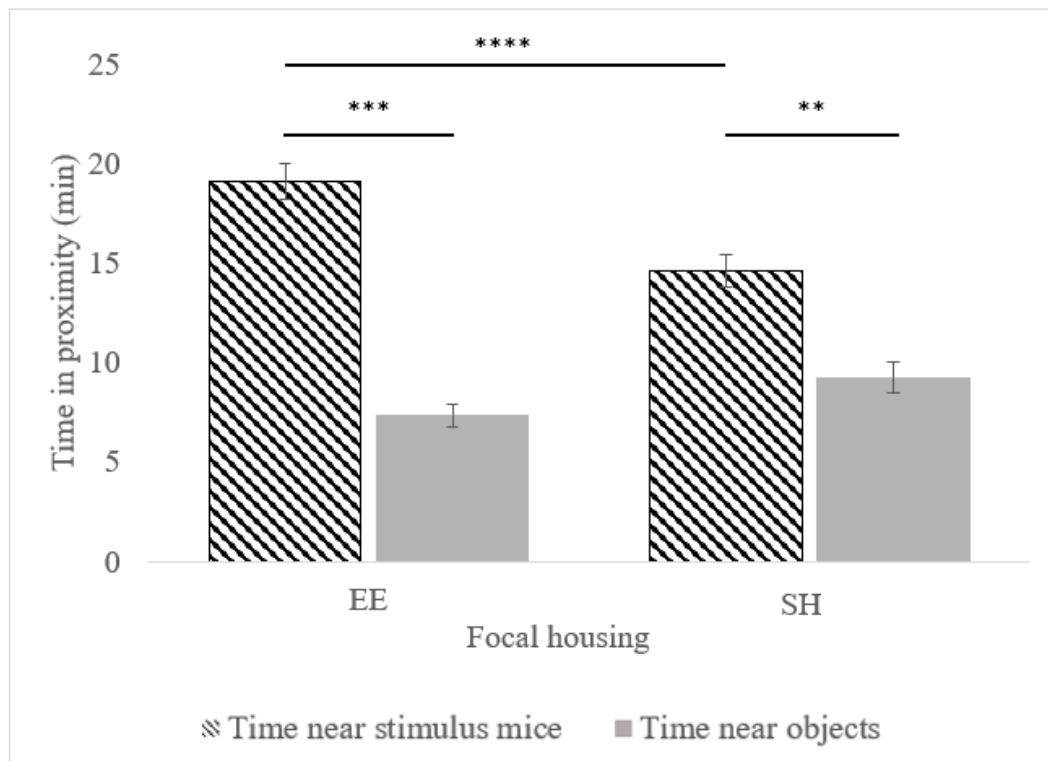 ****
25
***
**
20
15
10
5
0
Time in proximity (min)
EE
SH
Focal housing
Time near stimulus mice
Time near objects